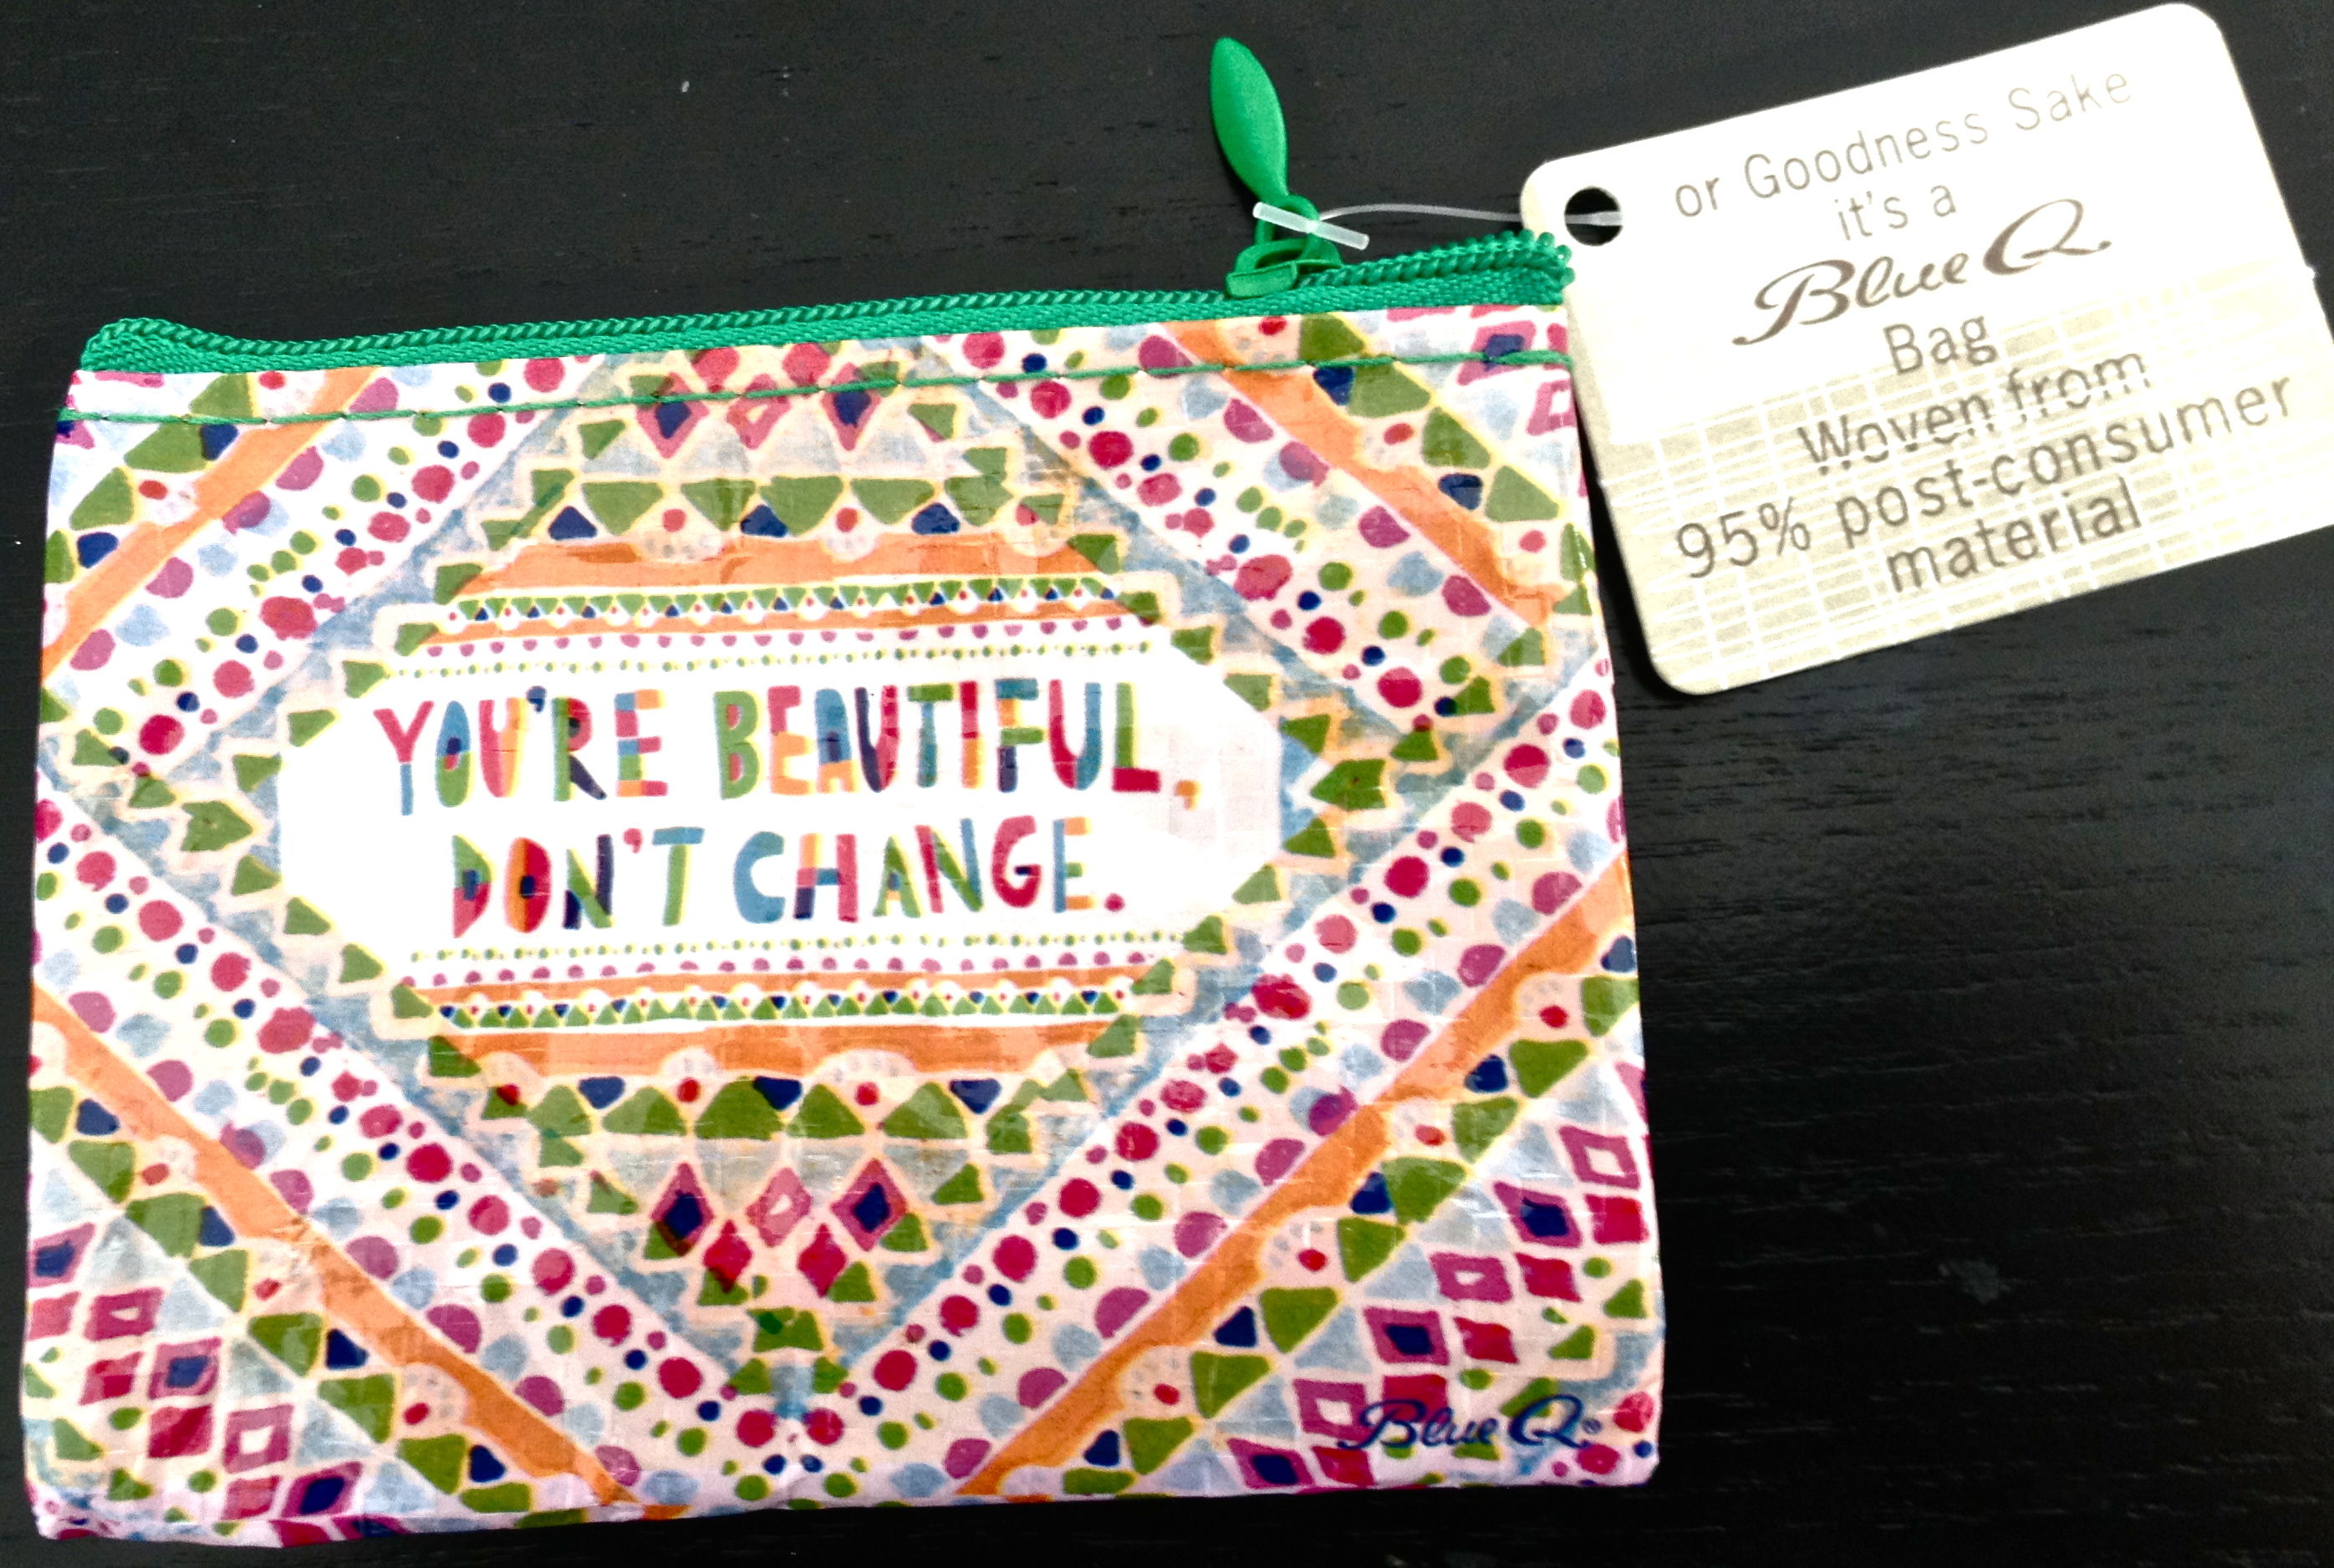 or Goodness Sake
it's a
Blue Q
Bag
Woven from
95% post-consumer
material
YOU'RE BEAUTIFUL,
DON'T CHANGE.
Blue Q®